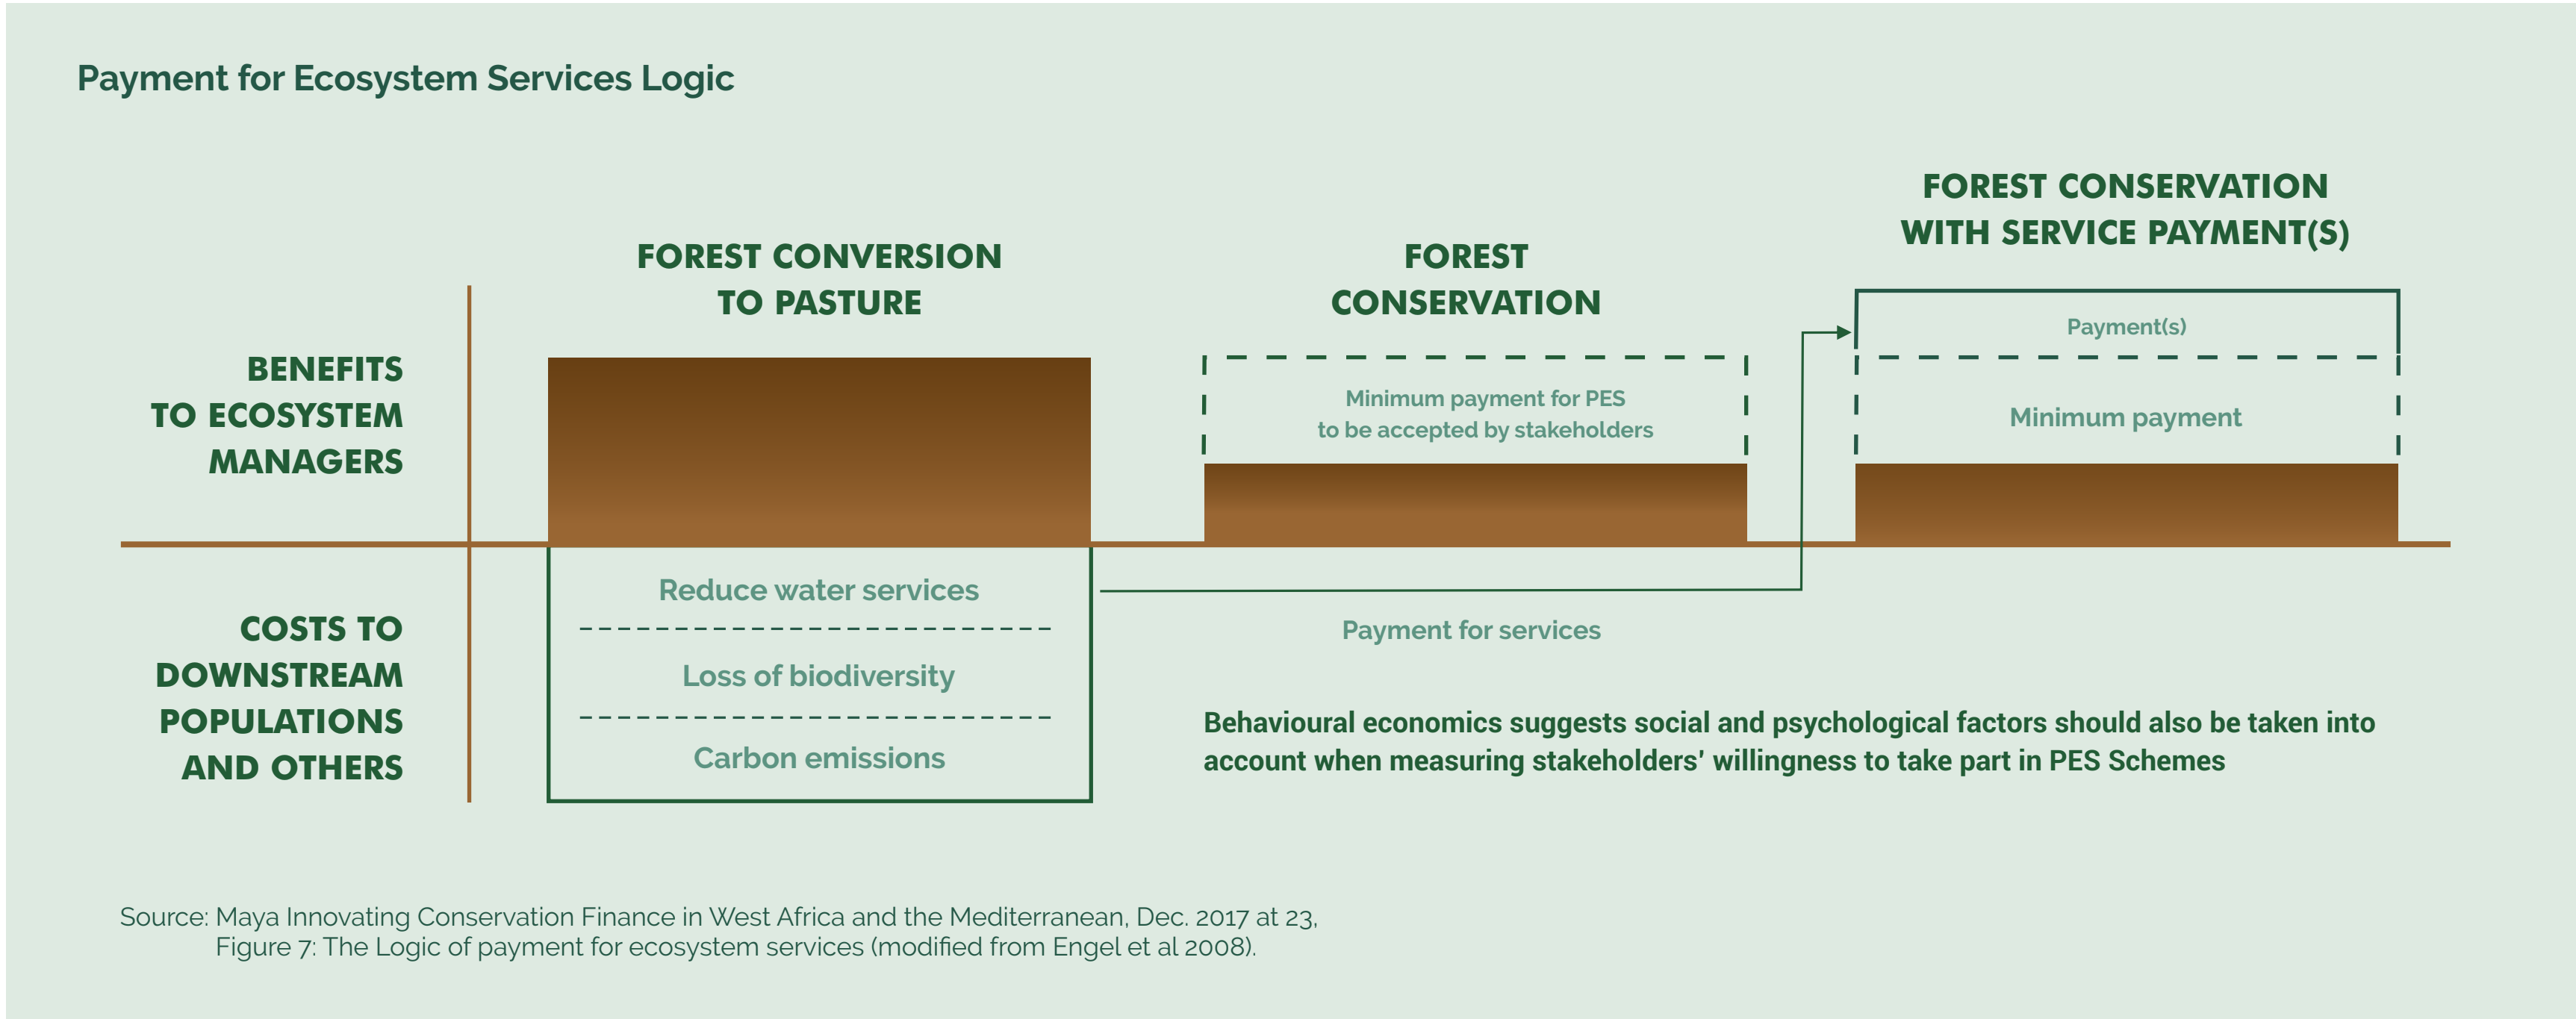 Payment for Ecosystem Services Logic
FOREST CONVERSION
TO PASTURE
FOREST
CONSERVATION
FOREST CONSERVATION
WITH SERVICE PAYMENT(S)
BENEFITS
TO ECOSYSTEM
MANAGERS
Minimum payment for PES
to be accepted by stakeholders
Payment(s)
Minimum payment
COSTS TO
DOWNSTREAM
POPULATIONS
AND OTHERS
Reduce water services
Loss of biodiversity
Carbon emissions
Payment for services
Behavioural economics suggests social and psychological factors should also be taken into
account when measuring stakeholders’ willingness to take part in PES Schemes
Source: Maya Innovating Conservation Finance in West Africa and the Mediterranean, Dec. 2017 at 23,
Figure 7: The Logic of payment for ecosystem services (modified from Engel et al 2008).